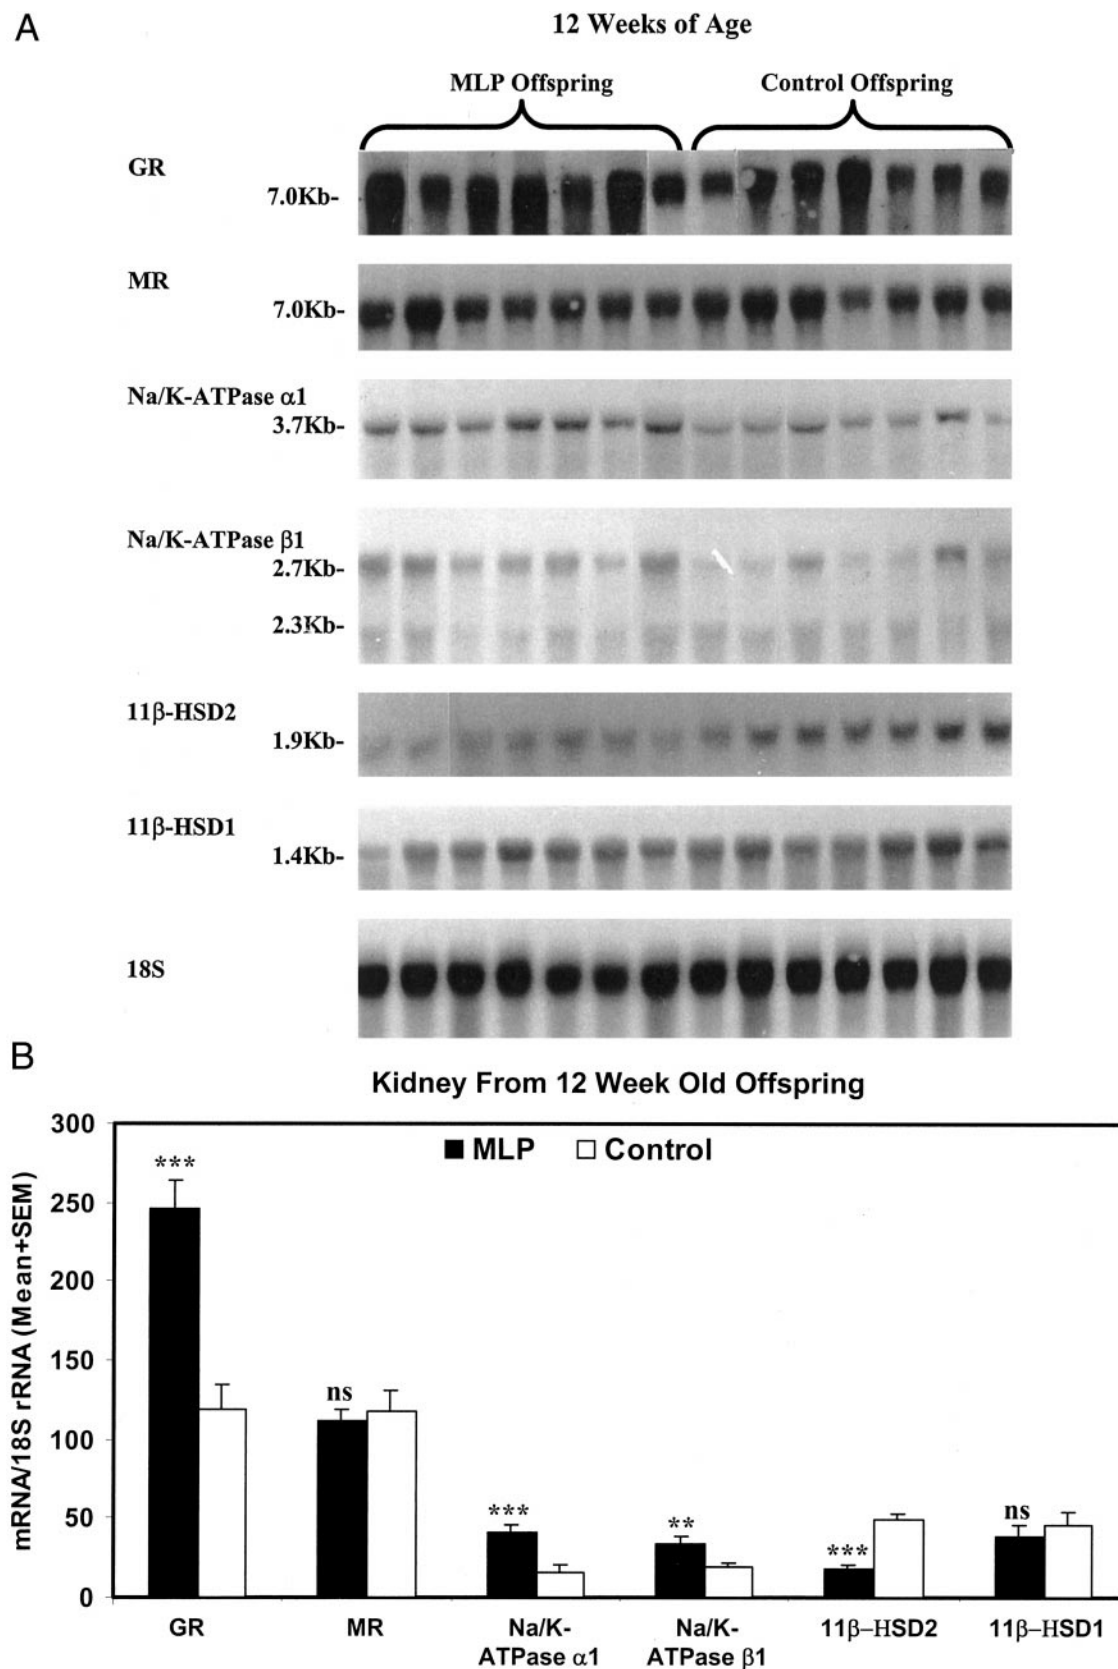 A
12 Weeks of Age
MLP Offspring
Control Offspring
GR
7.0Kb-
MR
7.0Kb-
Na/K-ATPase α1
3.7Kb-
Na/K-ATPase β1
2.7Kb-
2.3Kb-
11β-HSD2
1.9Kb-
11β-HSD1
1.4Kb-
18S
B
Kidney From 12 Week Old Offspring
mRNA/18S rRNA (Mean+SEM)
300
250
200
150
100
50
0
MLP
Control
***
ns
***
**
***
ns
GR
MR
Na/K-
ATPase α1
Na/K-
ATPase β1
11β–HSD2
11β–HSD1